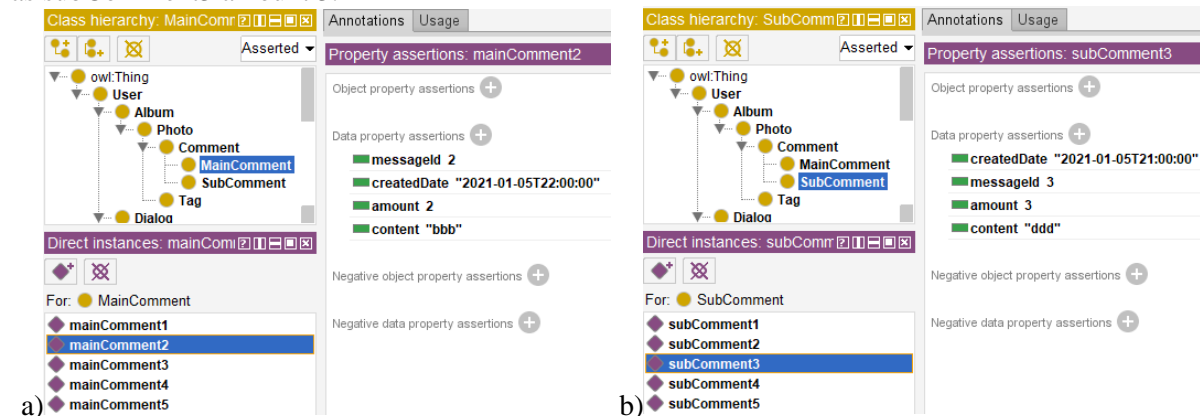 Class hierarchy: MainComm
Asserted
owl:Thing
User
Album
Photo
Comment
MainComment
SubComment
Tag
Dialog
Direct instances: mainComm
For: MainComment
mainComment1
mainComment2
mainComment3
mainComment4
mainComment5
Annotations Usage
Property assertions: mainComment2
Object property assertions
Data property assertions
messageId 2
createdDate "2021-01-05T22:00:00"
amount 2
content "bbb"
Negative object property assertions
Negative data property assertions
a)
Class hierarchy: SubComm
Asserted
owl:Thing
User
Album
Photo
Comment
MainComment
SubComment
Tag
Dialog
Direct instances: subComm
For: SubComment
subComment1
subComment2
subComment3
subComment4
subComment5
Annotations Usage
Property assertions: subComment3
Object property assertions
Data property assertions
createdDate "2021-01-05T21:00:00"
messageId 3
amount 3
content "ddd"
Negative object property assertions
Negative data property assertions
b)